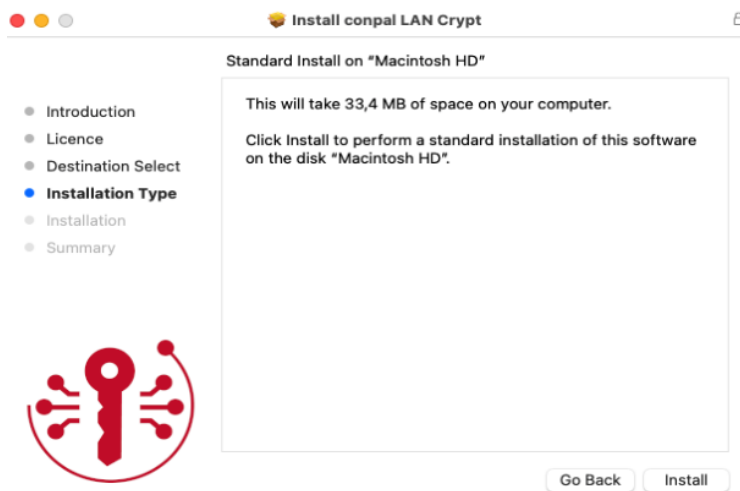 Install conpal LAN Crypt
Standard Install on “Macintosh HD”
Introduction
Licence
Destination Select
Installation Type
Installation
Summary
This will take 33,4 MB of space on your computer.
Click Install to perform a standard installation of this software
on the disk “Macintosh HD”.
Go Back
Install